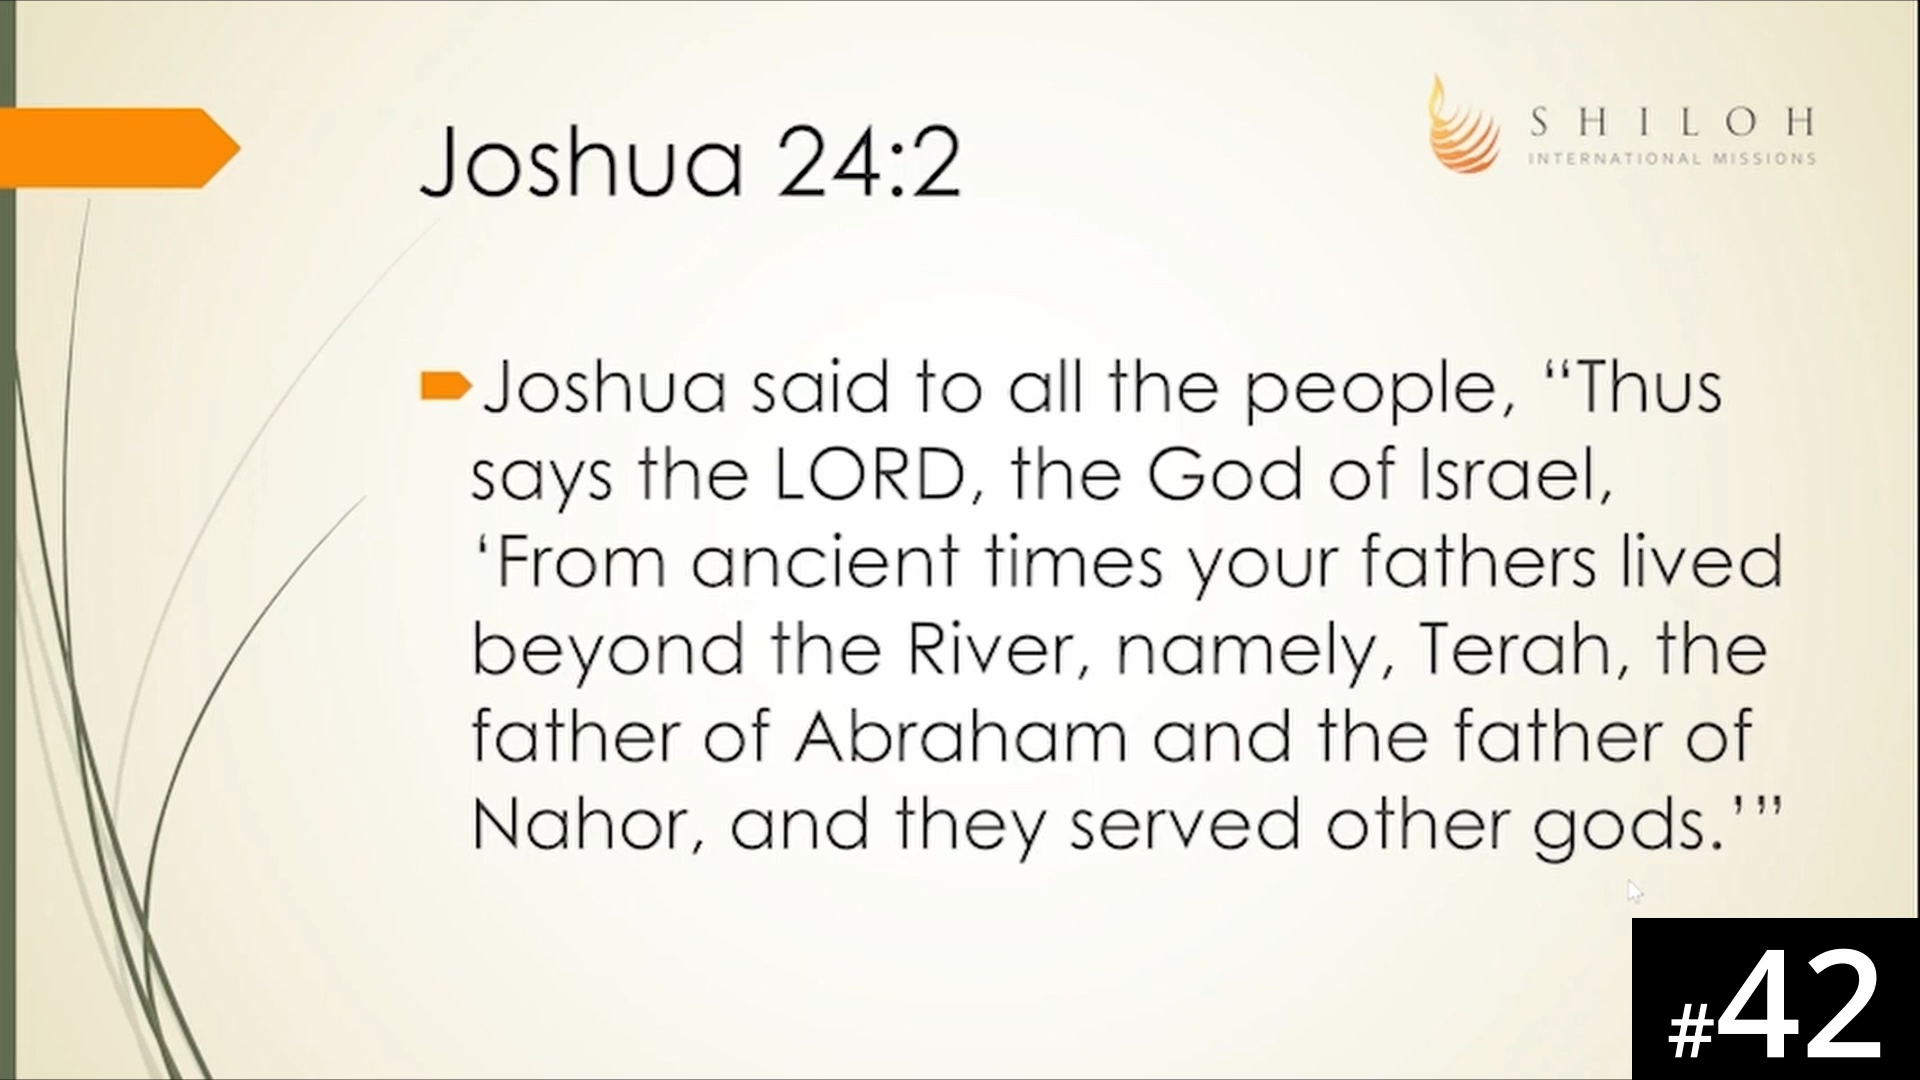 Joshua 24:2
SHILOH
INTERNATIONAL MISSIONS
Joshua said to all the people, “Thus
says the LORD, the God of Israel,
‘From ancient times your fathers lived
beyond the River, namely, Terah, the
father of Abraham and the father of
Nahor, and they served other gods.’”
#42